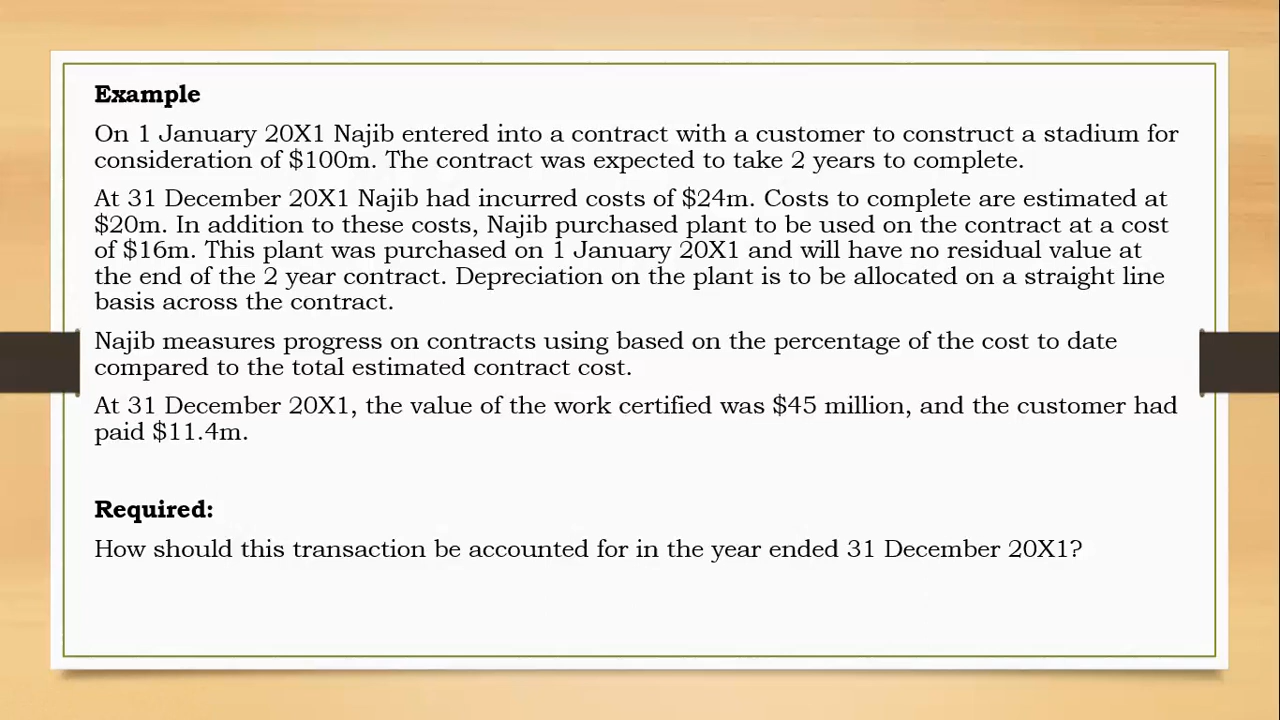 Example
On 1 January 20X1 Najib entered into a contract with a customer to construct a stadium for
consideration of $100m. The contract was expected to take 2 years to complete.
At 31 December 20X1 Najib had incurred costs of $24m. Costs to complete are estimated at
$20m. In addition to these costs, Najib purchased plant to be used on the contract at a cost
of $16m. This plant was purchased on 1 January 20X1 and will have no residual value at
the end of the 2 year contract. Depreciation on the plant is to be allocated on a straight line
basis across the contract.
Najib measures progress on contracts using based on the percentage of the cost to date
compared to the total estimated contract cost.
At 31 December 20X1, the value of the work certified was $45 million, and the customer had
paid $11.4m.
Required:
How should this transaction be accounted for in the year ended 31 December 20X1?